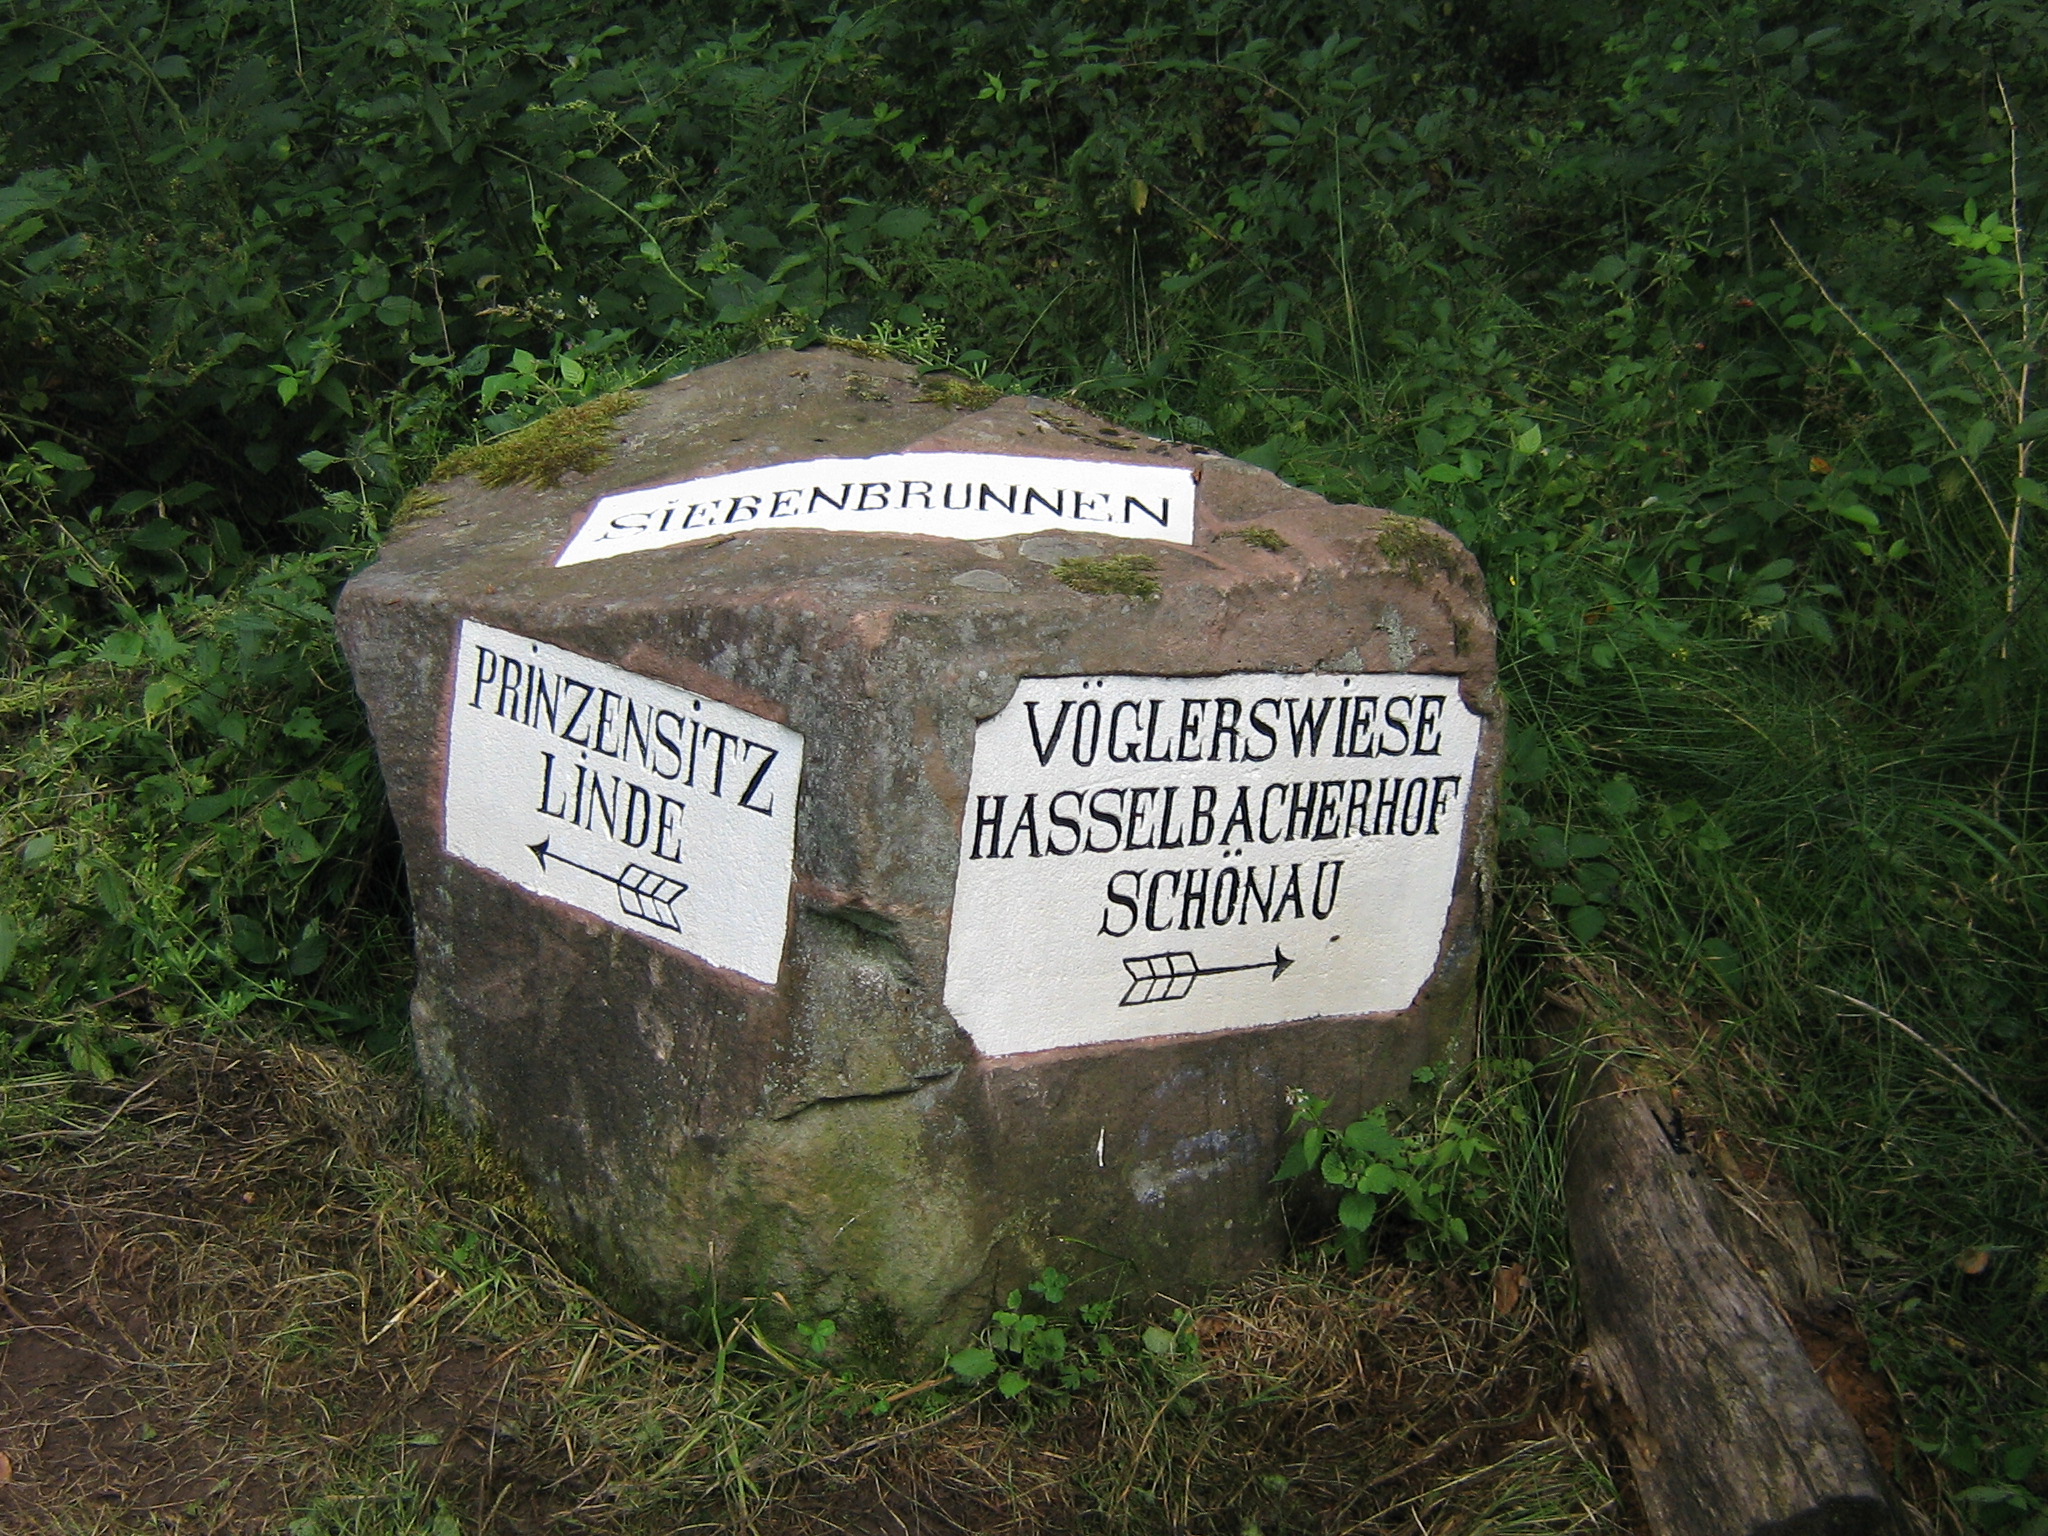 SIEBENBRUNNEN
PRINZENSITZ
LINDE
VÖGLERSWIESE
HASSELBACHERHOF
SCHÖNAU